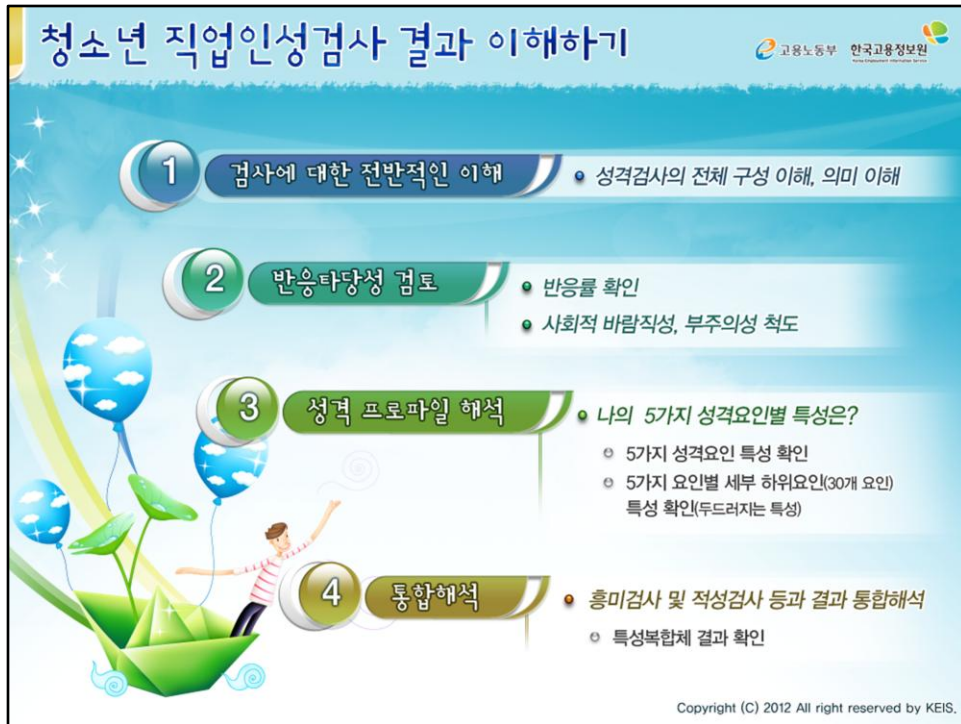 청소년 직업인성검사 결과 이해하기
고용노동부 한국고용정보원
Korea Employment Information Service
1 검사에 대한 전반적인 이해
성격검사의 전체 구성 이해, 의미 이해
2 반응타당성 검토
반응률 확인
사회적 바람직성, 부주의성 척도
3 성격 프로파일 해석
나의 5가지 성격요인별 특성은?
5가지 성격요인 특성 확인
5가지 요인별 세부 하위요인(30개 요인)
특성 확인(두드러지는 특성)
4 통합해석
흥미검사 및 적성검사 등과 결과 통합해석
특성복합체 결과 확인
Copyright (C) 2012 All right reserved by KEIS.